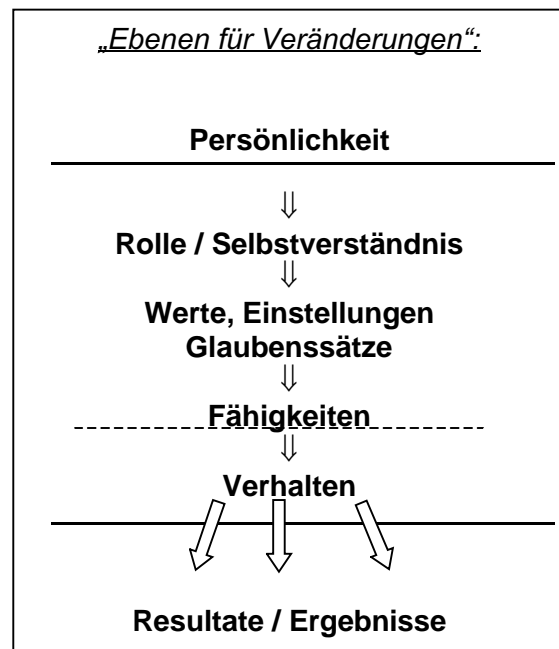 „Ebenen für Veränderungen“:
Persönlichkeit
⇓
Rolle / Selbstverständnis
⇓
Werte, Einstellungen
Glaubenssätze
⇓
Fähigkeiten
⇓
Verhalten
Resultate / Ergebnisse